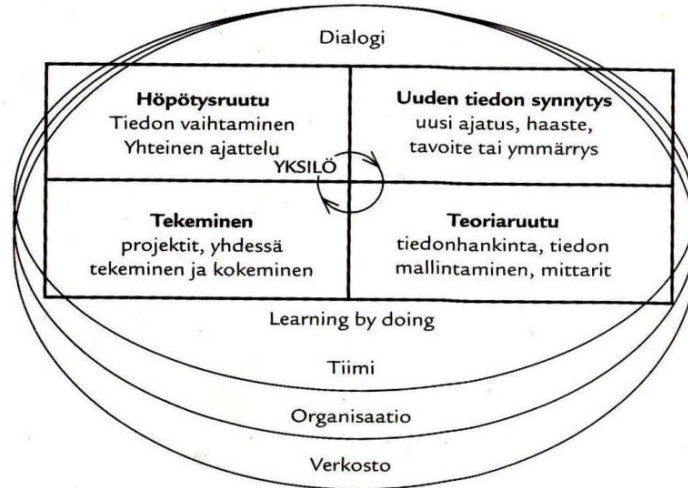 Dialogi
Höpötysruutu
Tiedon vaihtaminen
Yhteinen ajattelu
Uuden tiedon synnytys
uusi ajatus, haaste,
tavoite tai ymmärrys
YKSILÖ
Tekeminen
projektit, yhdessä
tekeminen ja kokeminen
Teoriaruutu
tiedonhankinta, tiedon
mallintaminen, mittarit
Learning by doing
Tiimi
Organisaatio
Verkosto